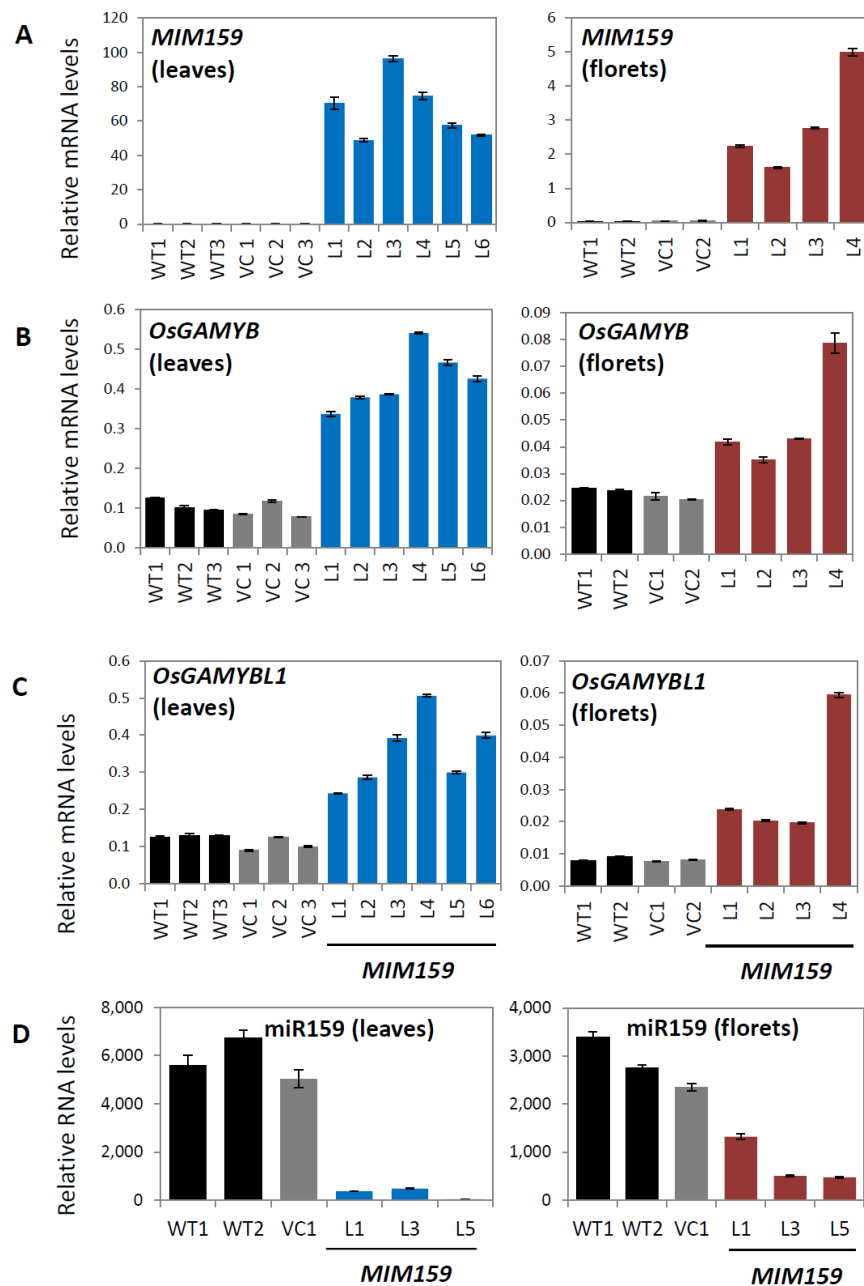 A
MIM159
(leaves)
Relative mRNA levels
120
100
80
60
40
20
0
WT1 WT2 WT3 VC 1 VC 2 VC 3 L1 L2 L3 L4 L5 L6
MIM159
(florets)
6
5
4
3
2
1
0
WT1 WT2 VC1 VC2 L1 L2 L3 L4
B
OsGAMYB
(leaves)
Relative mRNA levels
0.6
0.5
0.4
0.3
0.2
0.1
0.0
WT1 WT2 WT3 VC 1 VC 2 VC 3 L1 L2 L3 L4 L5 L6
OsGAMYB
(florets)
0.09
0.08
0.07
0.06
0.05
0.04
0.03
0.02
0.01
0.00
WT1 WT2 VC1 VC2 L1 L2 L3 L4
C
OsGAMYBL1
(leaves)
Relative mRNA levels
0.6
0.5
0.4
0.3
0.2
0.1
0.0
WT1 WT2 WT3 VC 1 VC 2 VC 3 L1 L2 L3 L4 L5 L6
MIM159
OsGAMYBL1
(florets)
0.07
0.06
0.05
0.04
0.03
0.02
0.01
0.00
WT1 WT2 VC1 VC2 L1 L2 L3 L4
MIM159
D
miR159 (leaves)
Relative RNA levels
8,000
6,000
4,000
2,000
0
WT1 WT2 VC1 L1 L3 L5
MIM159
miR159 (florets)
4,000
3,000
2,000
1,000
0
WT1 WT2 VC1 L1 L3 L5
MIM159